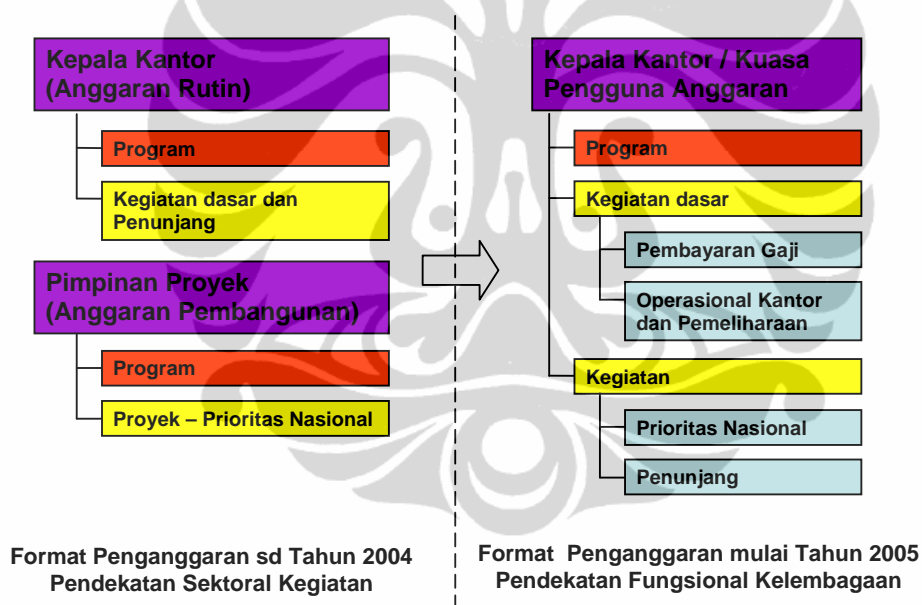 Kepala Kantor
(Anggaran Rutin)
Program
Kegiatan dasar dan
Penunjang
Pimpinan Proyek
(Anggaran Pembangunan)
Program
Proyek – Prioritas Nasional
Format Penganggaran sd Tahun 2004
Pendekatan Sektoral Kegiatan
Kepala Kantor / Kuasa
Pengguna Anggaran
Program
Kegiatan dasar
Pembayaran Gaji
Operasional Kantor
dan Pemeliharaan
Kegiatan
Prioritas Nasional
Penunjang
Format Penganggaran mulai Tahun 2005
Pendekatan Fungsional Kelembagaan